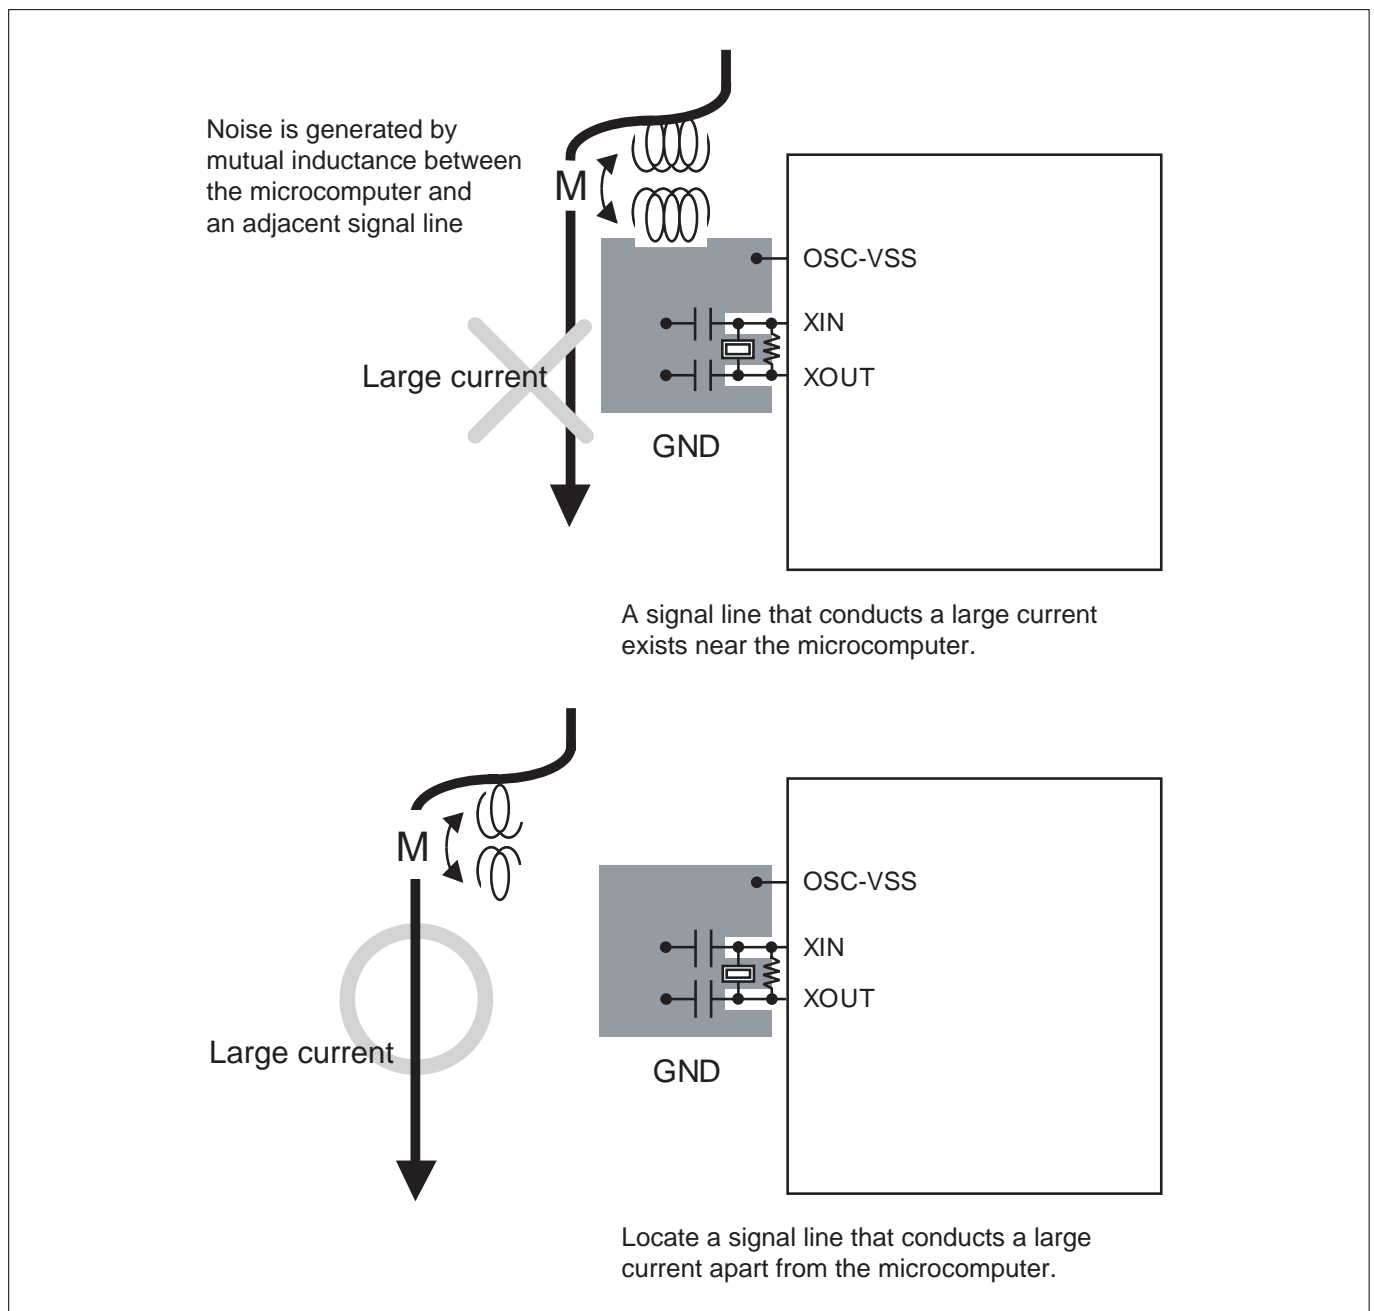 Noise is generated by
mutual inductance between
the microcomputer and
an adjacent signal line
M
OSC-VSS
XIN
XOUT
Large current
GND
A signal line that conducts a large current
exists near the microcomputer.
M
OSC-VSS
XIN
XOUT
Large current
GND
Locate a signal line that conducts a large
current apart from the microcomputer.